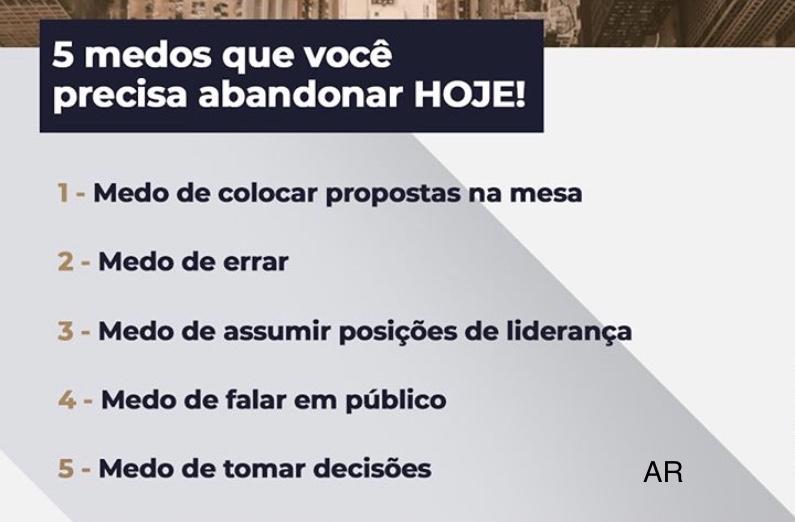 5 medos que você
precisa abandonar HOJE!
1 - Medo de colocar propostas na mesa
2 - Medo de errar
3 - Medo de assumir posições de liderança
4 - Medo de falar em público
5 - Medo de tomar decisões
AR